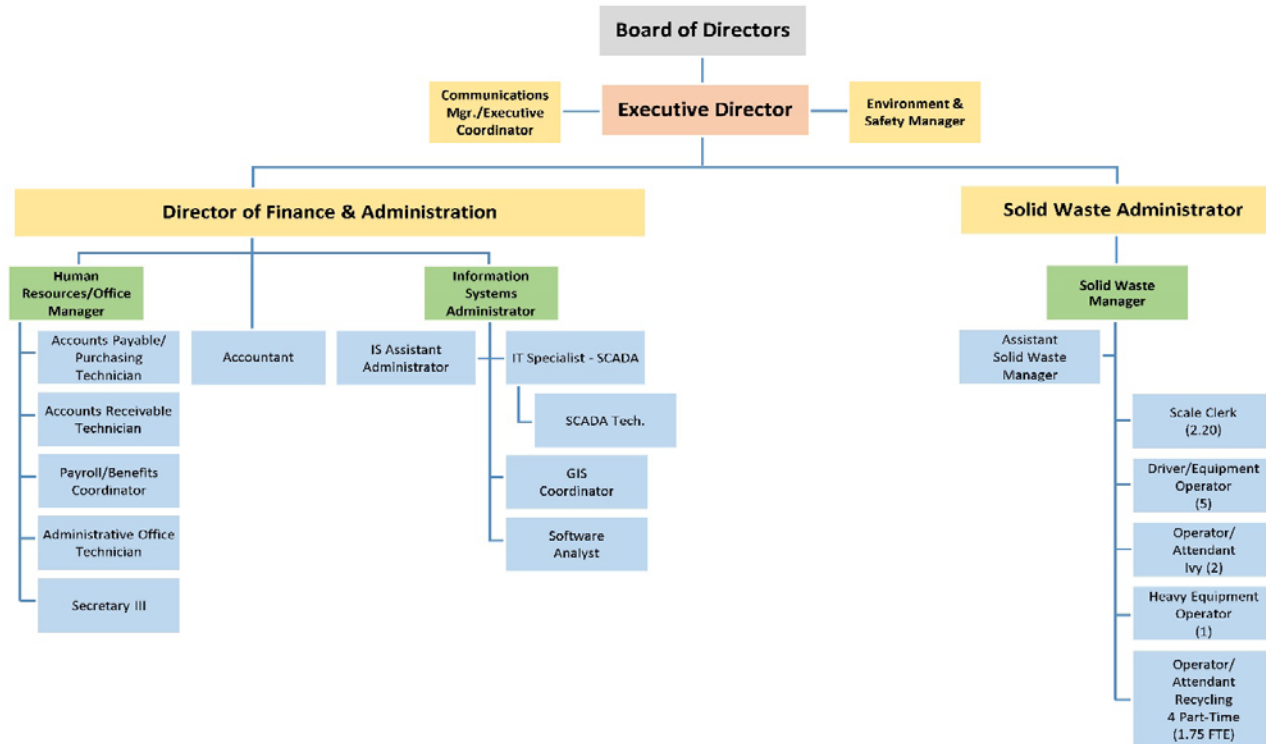 Board of Directors
Communications
Mgr./Executive
Coordinator
Executive Director
Environment &
Safety Manager
Director of Finance & Administration
Solid Waste Administrator
Human
Resources/Office
Manager
Information
Systems
Administrator
Solid Waste
Manager
Accounts Payable/
Purchasing
Technician
Accountant
IS Assistant
Administrator
IT Specialist - SCADA
Assistant
Solid Waste
Manager
Accounts Receivable
Technician
SCADA Tech.
Scale Clerk
(2.20)
Payroll/Benefits
Coordinator
GIS
Coordinator
Driver/Equipment
Operator
(5)
Administrative Office
Technician
Software
Analyst
Operator/
Attendant
Ivy (2)
Secretary III
Heavy Equipment
Operator
(1)
Operator/
Attendant
Recycling
4 Part-Time
(1.75 FTE)